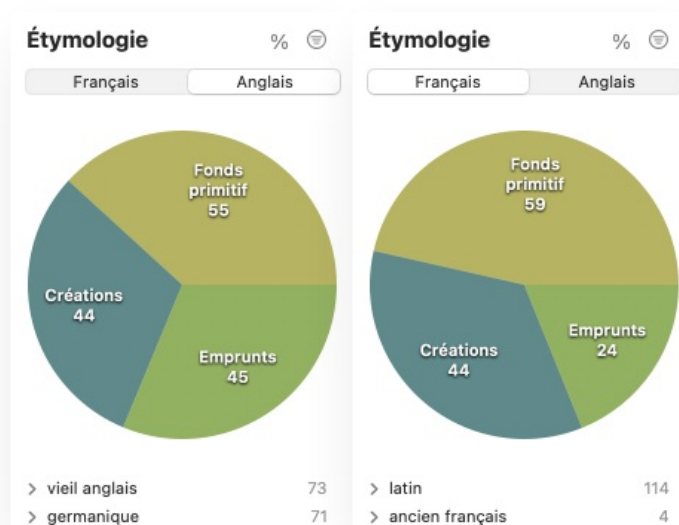 Étymologie %
Français Anglais
Fonds
primitif
55
Créations
44
Emprunts
45
vieil anglais 73
germanique 71
Étymologie %
Français Anglais
Fonds
primitif
59
Créations
44
Emprunts
24
latin 114
ancien français 4